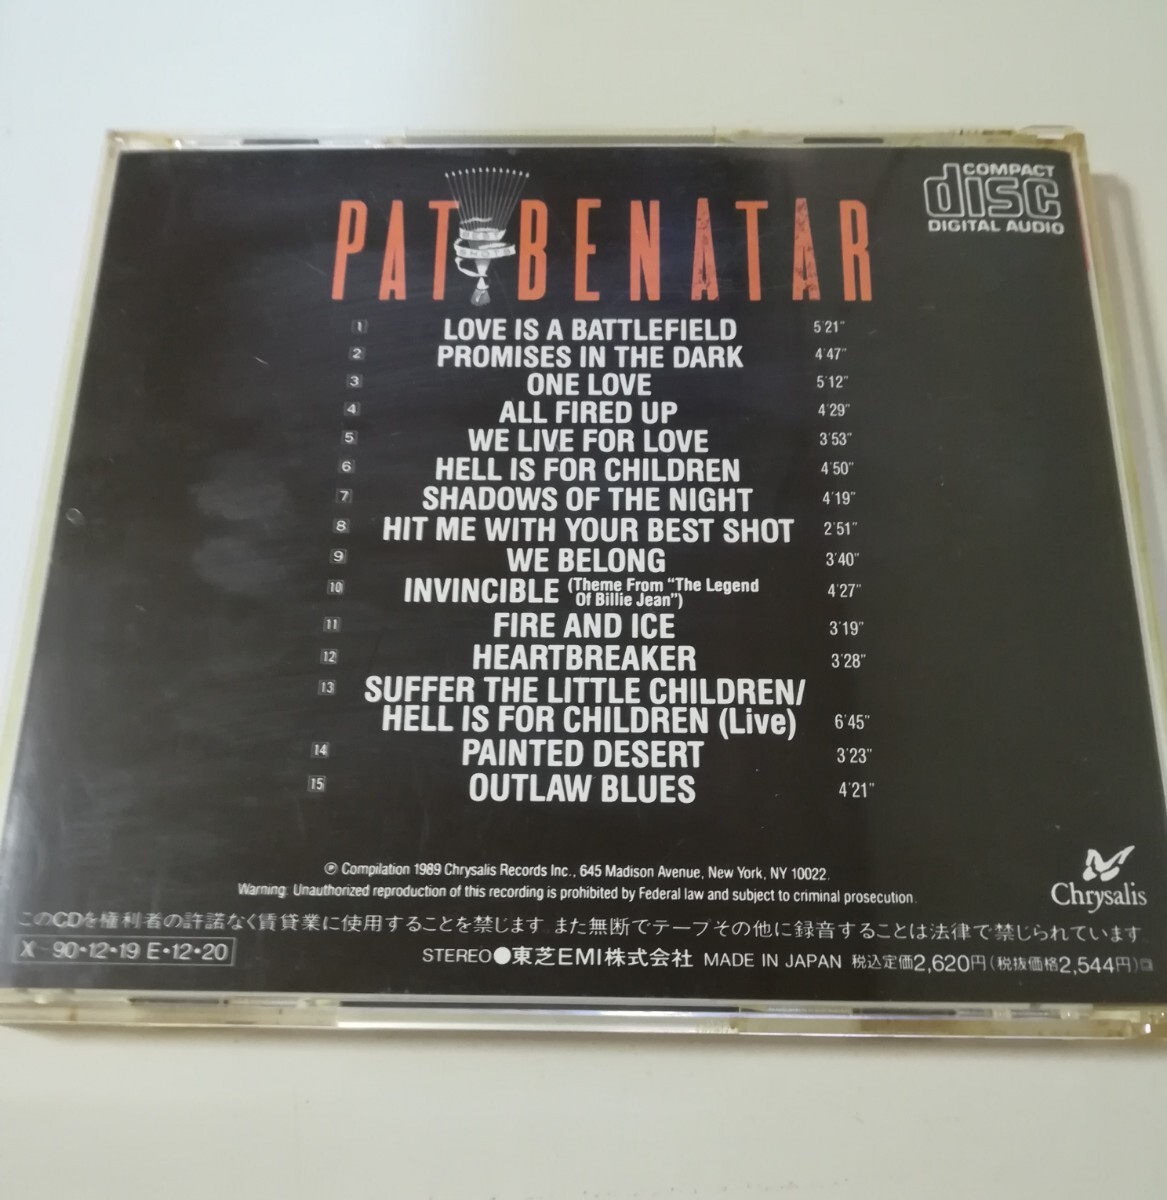 COMPACT
disc
DIGITAL AUDIO
PAT BENATAR
BEST
SHOTS
1 LOVE IS A BATTLEFIELD 5'21"
2 PROMISES IN THE DARK 4'47"
3 ONE LOVE 5'12"
4 ALL FIRED UP 4'29"
5 WE LIVE FOR LOVE 3'53"
6 HELL IS FOR CHILDREN 4'50"
7 SHADOWS OF THE NIGHT 4'19"
8 HIT ME WITH YOUR BEST SHOT 2'51"
9 WE BELONG 3'40"
10 INVINCIBLE (Theme From "The Legend
Of Billie Jean") 4'27"
11 FIRE AND ICE 3'19"
12 HEARTBREAKER 3'28"
13 SUFFER THE LITTLE CHILDREN/
HELL IS FOR CHILDREN (Live) 6'45"
14 PAINTED DESERT 3'23"
15 OUTLAW BLUES 4'21"
℗ Compilation 1989 Chrysalis Records Inc., 645 Madison Avenue, New York, NY 10022.
Warning: Unauthorized reproduction of this recording is prohibited by Federal law and subject to criminal prosecution.
Chrysalis
このCDを権利者の許諾なく賃貸業に使用することを禁じます。また無断でテープその他に録音することは法律で禁じられています。
X-90・12・19 E・12・20
STEREO●東芝EMI株式会社 MADE IN JAPAN 税込定価2,620円(税抜価格2,544円)